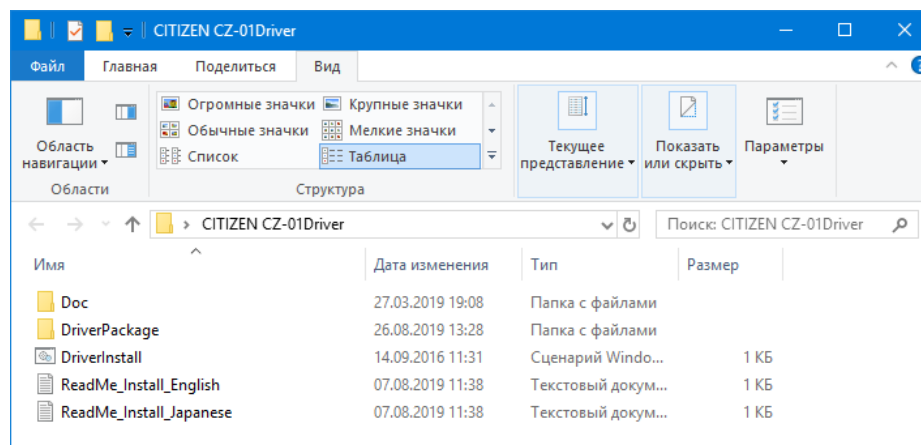 CITIZEN CZ-01Driver
Файл Главная Поделиться Вид
Огромные значки Крупные значки
Обычные значки Мелкие значки
Список Таблица
Область навигации
Текущее представление
Показать или скрыть
Параметры
Области Структура
CITIZEN CZ-01Driver Поиск: CITIZEN CZ-01Driver
Имя Дата изменения Тип Размер
Doc 27.03.2019 19:08 Папка с файлами
DriverPackage 26.08.2019 13:28 Папка с файлами
DriverInstall 14.09.2016 11:31 Сценарий Windo... 1 КБ
ReadMe_Install_English 07.08.2019 11:38 Текстовый докум... 1 КБ
ReadMe_Install_Japanese 07.08.2019 11:38 Текстовый докум... 1 КБ